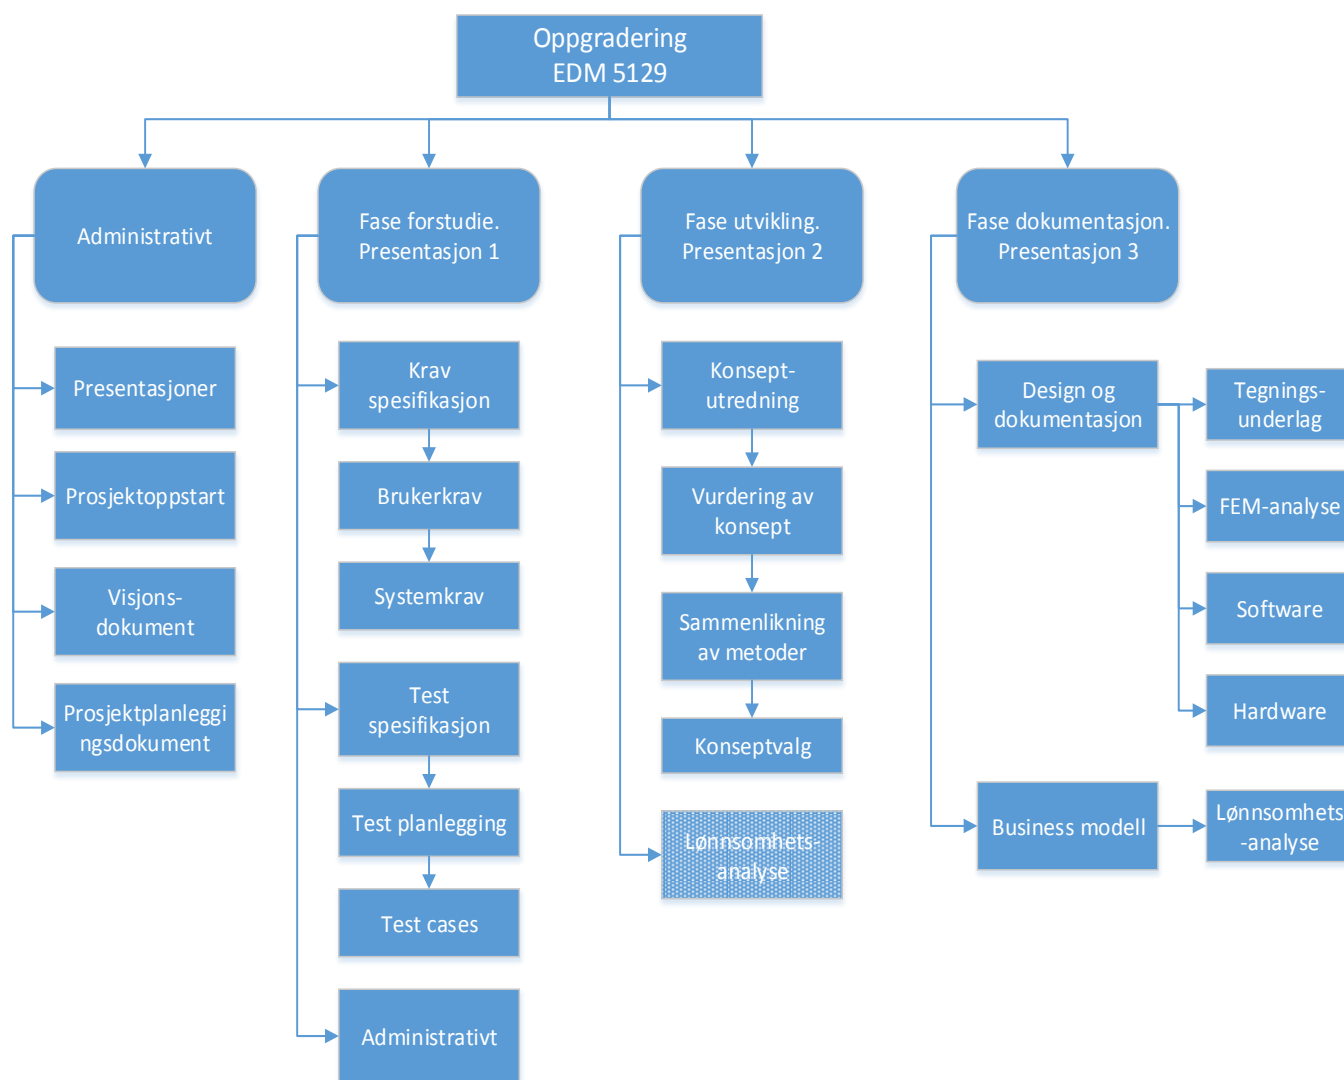 Oppgradering
EDM 5129
Administrativt
Fase forstudie.
Presentasjon 1
Fase utvikling.
Presentasjon 2
Fase dokumentasjon.
Presentasjon 3
Presentasjoner
Prosjektoppstart
Visjons-
dokument
Prosjektplanleggi
ngsdokument
Krav
spesifikasjon
Brukerkrav
Systemkrav
Test
spesifikasjon
Test planlegging
Test cases
Administrativt
Konsept-
utredning
Vurdering av
konsept
Sammenlikning
av metoder
Konseptvalg
Lønnsomhets-
analyse
Design og
dokumentasjon
Business modell
Tegnings-
underlag
FEM-analyse
Software
Hardware
Lønnsomhets
-analyse